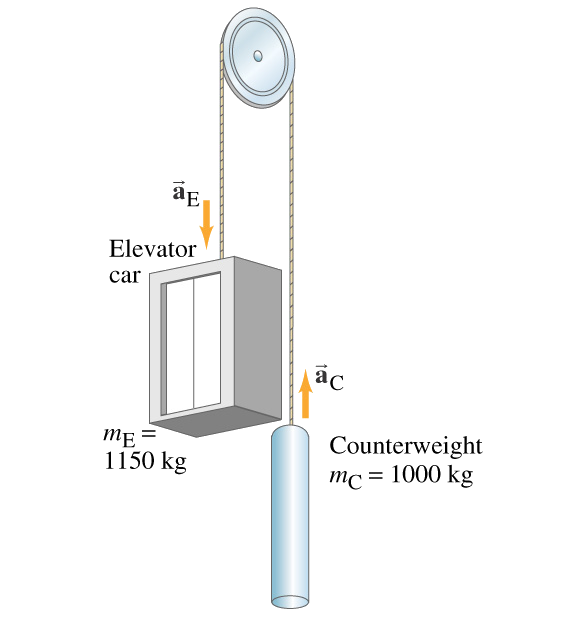 a⃗E
Elevator
car
a⃗C
mE =
1150 kg
Counterweight
mC = 1000 kg